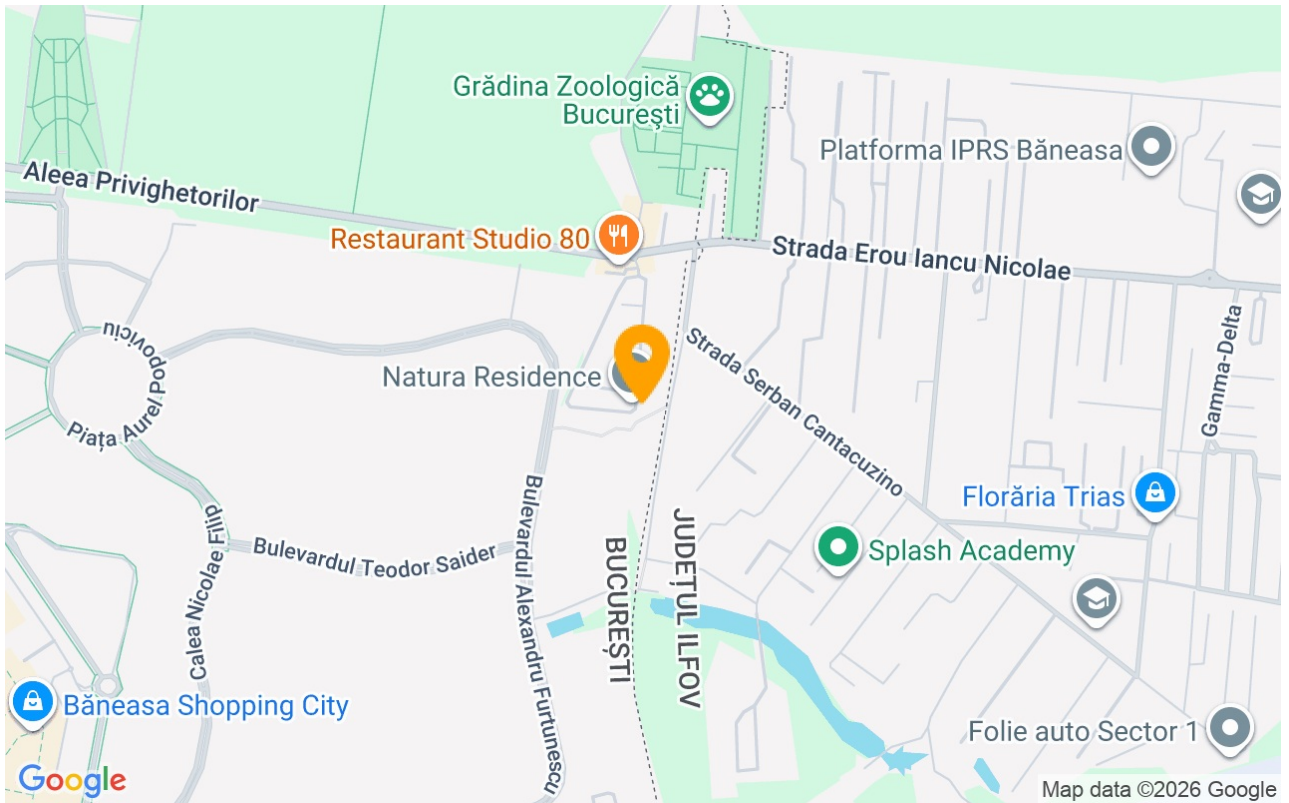 Grădina Zoologică
Bucureşti
Platforma IPRS Băneasa
Aleea Privighetorilor
Restaurant Studio 80
Strada Erou Iancu Nicolae
Piața Aurel Popoviciu
Natura Residence
Strada Serban Cantacuzino
Gamma-Delta
Florăria Trias
Calea Nicolae Filip
Bulevardul Teodor Saider
Bulevardul Alexandru Furtunescu
BUCUREȘTI
JUDEȚUL ILFOV
Splash Academy
Băneasa Shopping City
Folie auto Sector 1
Google
Map data ©2026 Google